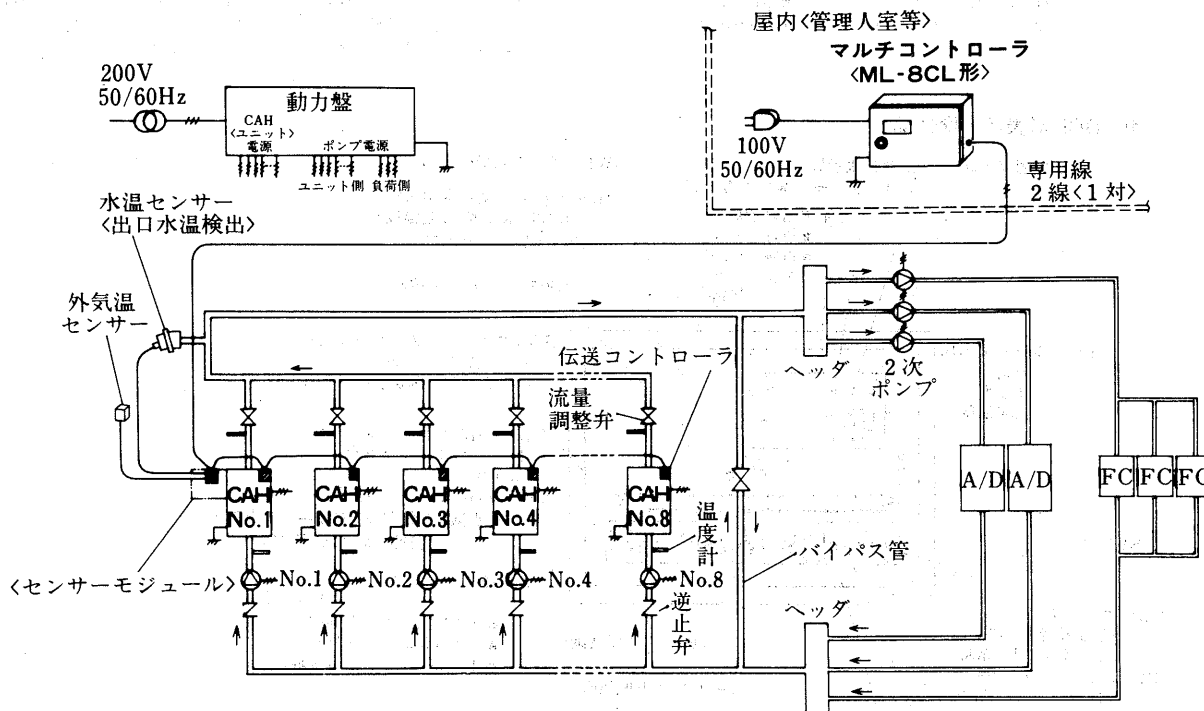 屋内<管理人室等>
マルチコントローラ
<ML-8CL形>
100V
50/60Hz
専用線
2線<1対>
200V
50/60Hz
動力盤
CAH
<ユニット>
電源
ポンプ電源
ユニット側 負荷側
水温センサー
<出口水温検出>
外気温
センサー
伝送コントローラ
流量
調整弁
ヘッダ
2次
ポンプ
CAH
No.1
CAH
No.2
CAH
No.3
CAH
No.4
CAH
No.8
A/D
A/D
FC
FC
FC
温度計
バイパス管
<センサーモジュール>
No.1
No.2
No.3
No.4
No.8
逆止弁
ヘッダ